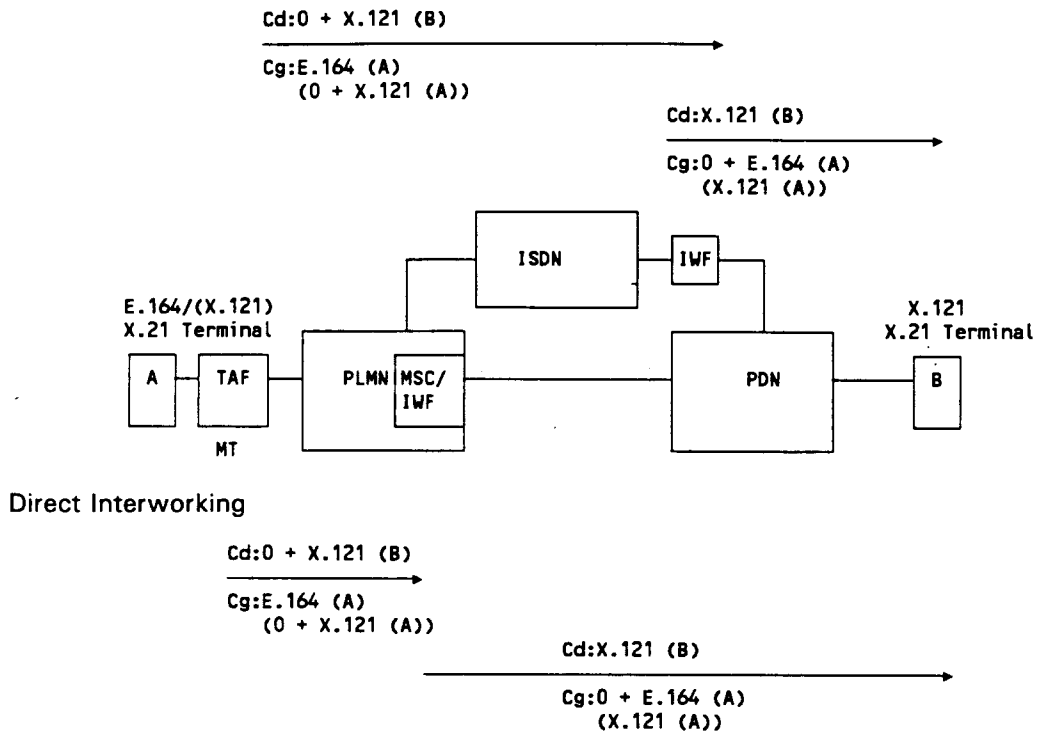 Cd:0 + X.121 (B)
Cg:E.164 (A)
(0 + X.121 (A))
Cd:X.121 (B)
Cg:0 + E.164 (A)
(X.121 (A))
ISDN
IWF
E.164/(X.121)
X.21 Terminal
X.121
X.21 Terminal
A
TAF
PLMN
MSC/
IWF
PDN
B
MT
Direct Interworking
Cd:0 + X.121 (B)
Cg:E.164 (A)
(0 + X.121 (A))
Cd:X.121 (B)
Cg:0 + E.164 (A)
(X.121 (A))